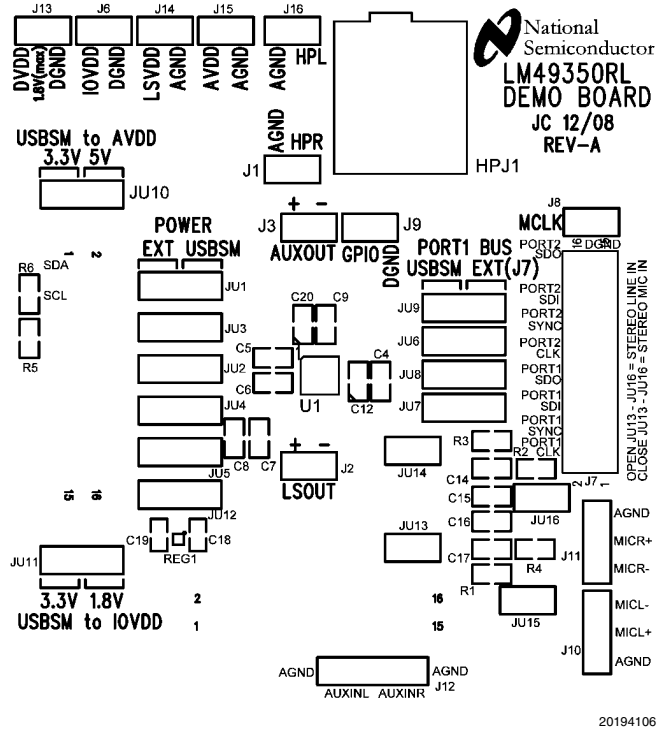 J13 J6 J14 J15 J16
DVDD
1.8V(max)
DGND
IOVDD
DGND
LSVDD
AGND
AVDD
AGND
AGND
HPL
National
Semiconductor
LM49350RL
DEMO BOARD
JC 12/08
REV-A
HPJ1
AGND
HPR
J1
USBSM to AVDD
3.3V 5V
JU10
+ -
J3
J9
AUXOUT GPIO
DGND
J8
MCLK
DGND
16
15
POWER
EXT USBSM
PORT1 BUS
USBSM EXT(J7)
1 2
R6
SDA
SCL
R5
JU1
JU3
JU2
JU4
JU5
JU12
C20 C9
C5
C6
1
U1
C4
C12
C8 C7
JU9
JU6
JU8
JU7
PORT2
SDO
PORT2
SDI
PORT2
SYNC
PORT2
CLK
PORT1
SDO
PORT1
SDI
PORT1
SYNC
PORT1
CLK
OPEN JU13 - JU16 = STEREO LINE IN
CLOSE JU13 - JU16 = STEREO MIC IN
J7
2 1
+ -
J2
LSOUT
JU14
R3
R2
C14
C15
JU16
C16
JU13
C17
R4
R1
JU15
15 16
C19
REG1
C18
JU11
3.3V 1.8V
USBSM to IOVDD
2
1
16
15
AGND
MICR+
J11
MICR-
MICL-
MICL+
J10
AGND
AGND
AGND
J12
AUXINL AUXINR
20194106